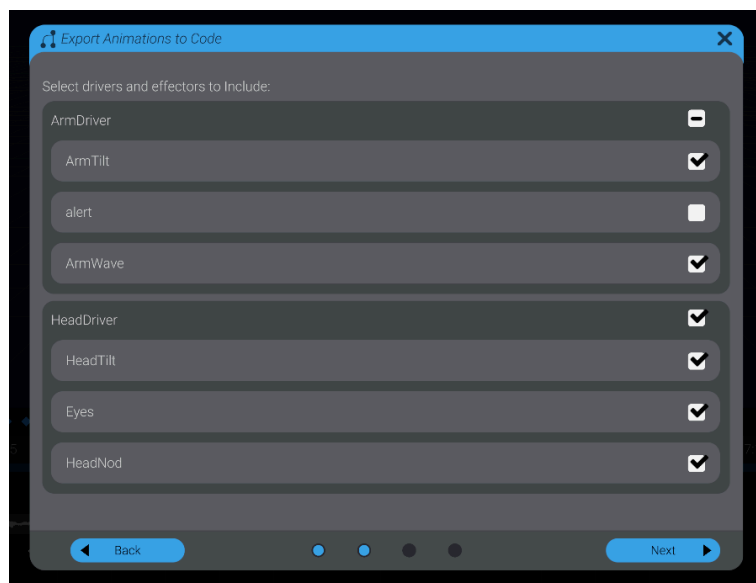 Export Animations to Code
Select drivers and effectors to Include:
ArmDriver
ArmTilt
alert
ArmWave
HeadDriver
HeadTilt
Eyes
HeadNod
Back
Next